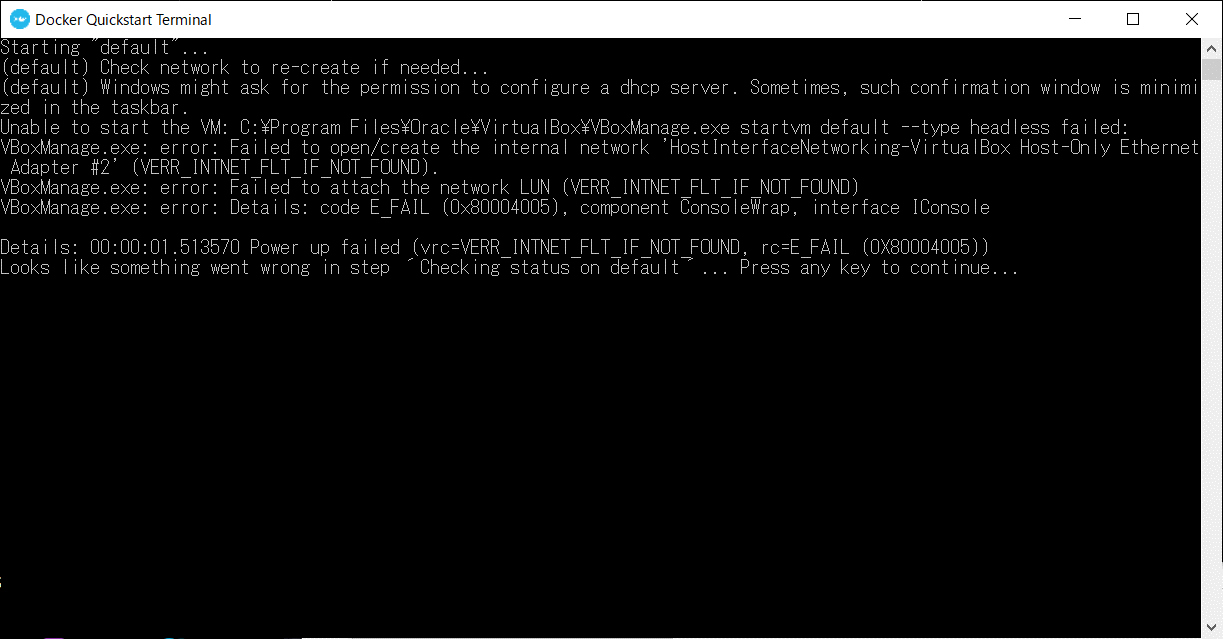 Docker Quickstart Terminal
Starting "default"...
(default) Check network to re-create if needed...
(default) Windows might ask for the permission to configure a dhcp server. Sometimes, such confirmation window is minimi
zed in the taskbar.
Unable to start the VM: C:¥Program Files¥Oracle¥VirtualBox¥VBoxManage.exe startvm default --type headless failed:
VBoxManage.exe: error: Failed to open/create the internal network 'HostInterfaceNetworking-VirtualBox Host-Only Ethernet
 Adapter #2' (VERR_INTNET_FLT_IF_NOT_FOUND).
VBoxManage.exe: error: Failed to attach the network LUN (VERR_INTNET_FLT_IF_NOT_FOUND)
VBoxManage.exe: error: Details: code E_FAIL (0x80004005), component ConsoleWrap, interface IConsole
Details: 00:00:01.513570 Power up failed (vrc=VERR_INTNET_FLT_IF_NOT_FOUND, rc=E_FAIL (0X80004005))
Looks like something went wrong in step ´Checking status on default´... Press any key to continue...